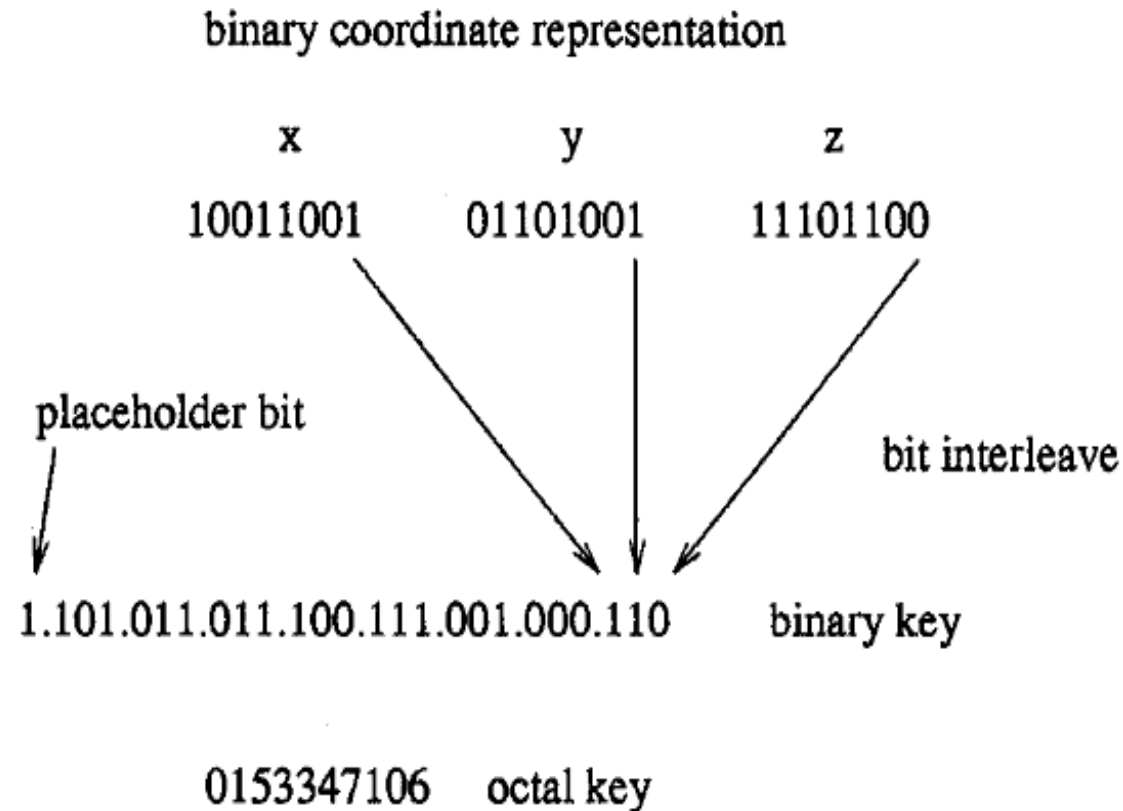 binary coordinate representation
x y z
10011001 01101001 11101100
placeholder bit
bit interleave
1.101.011.011.100.111.001.000.110 binary key
0153347106 octal key